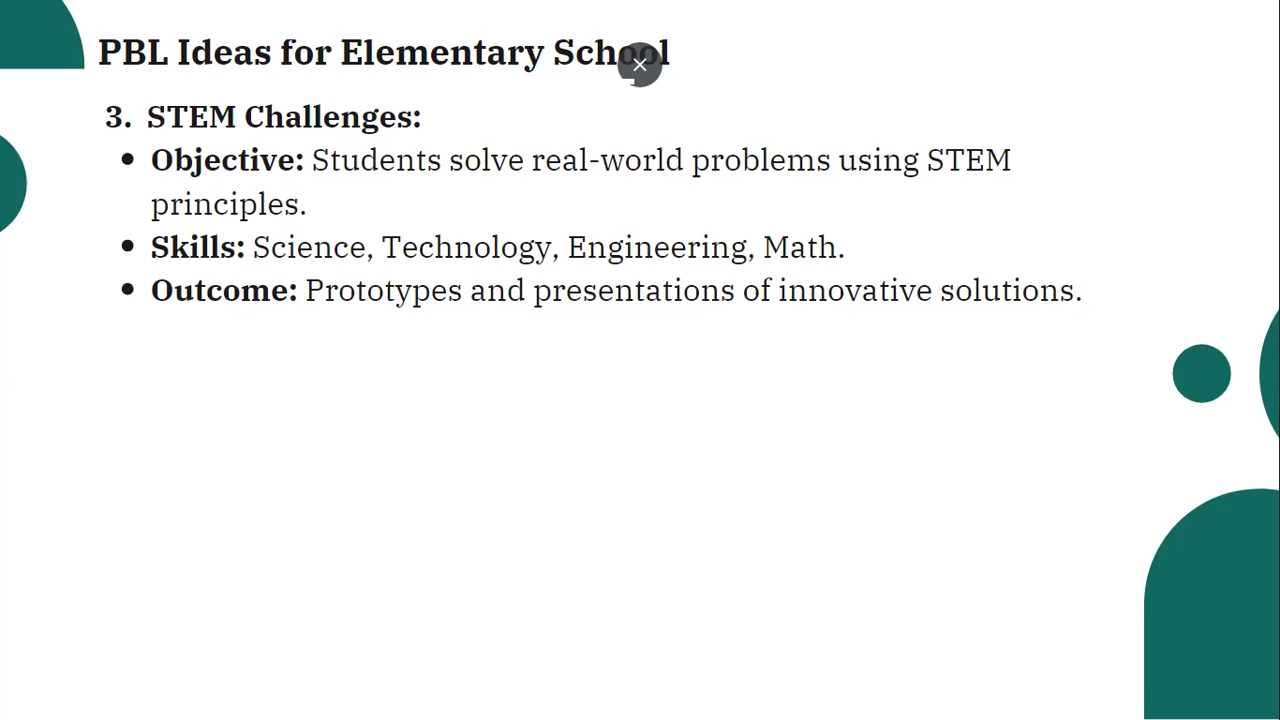 PBL Ideas for Elementary School
3. STEM Challenges:
• Objective: Students solve real-world problems using STEM
principles.
• Skills: Science, Technology, Engineering, Math.
• Outcome: Prototypes and presentations of innovative solutions.